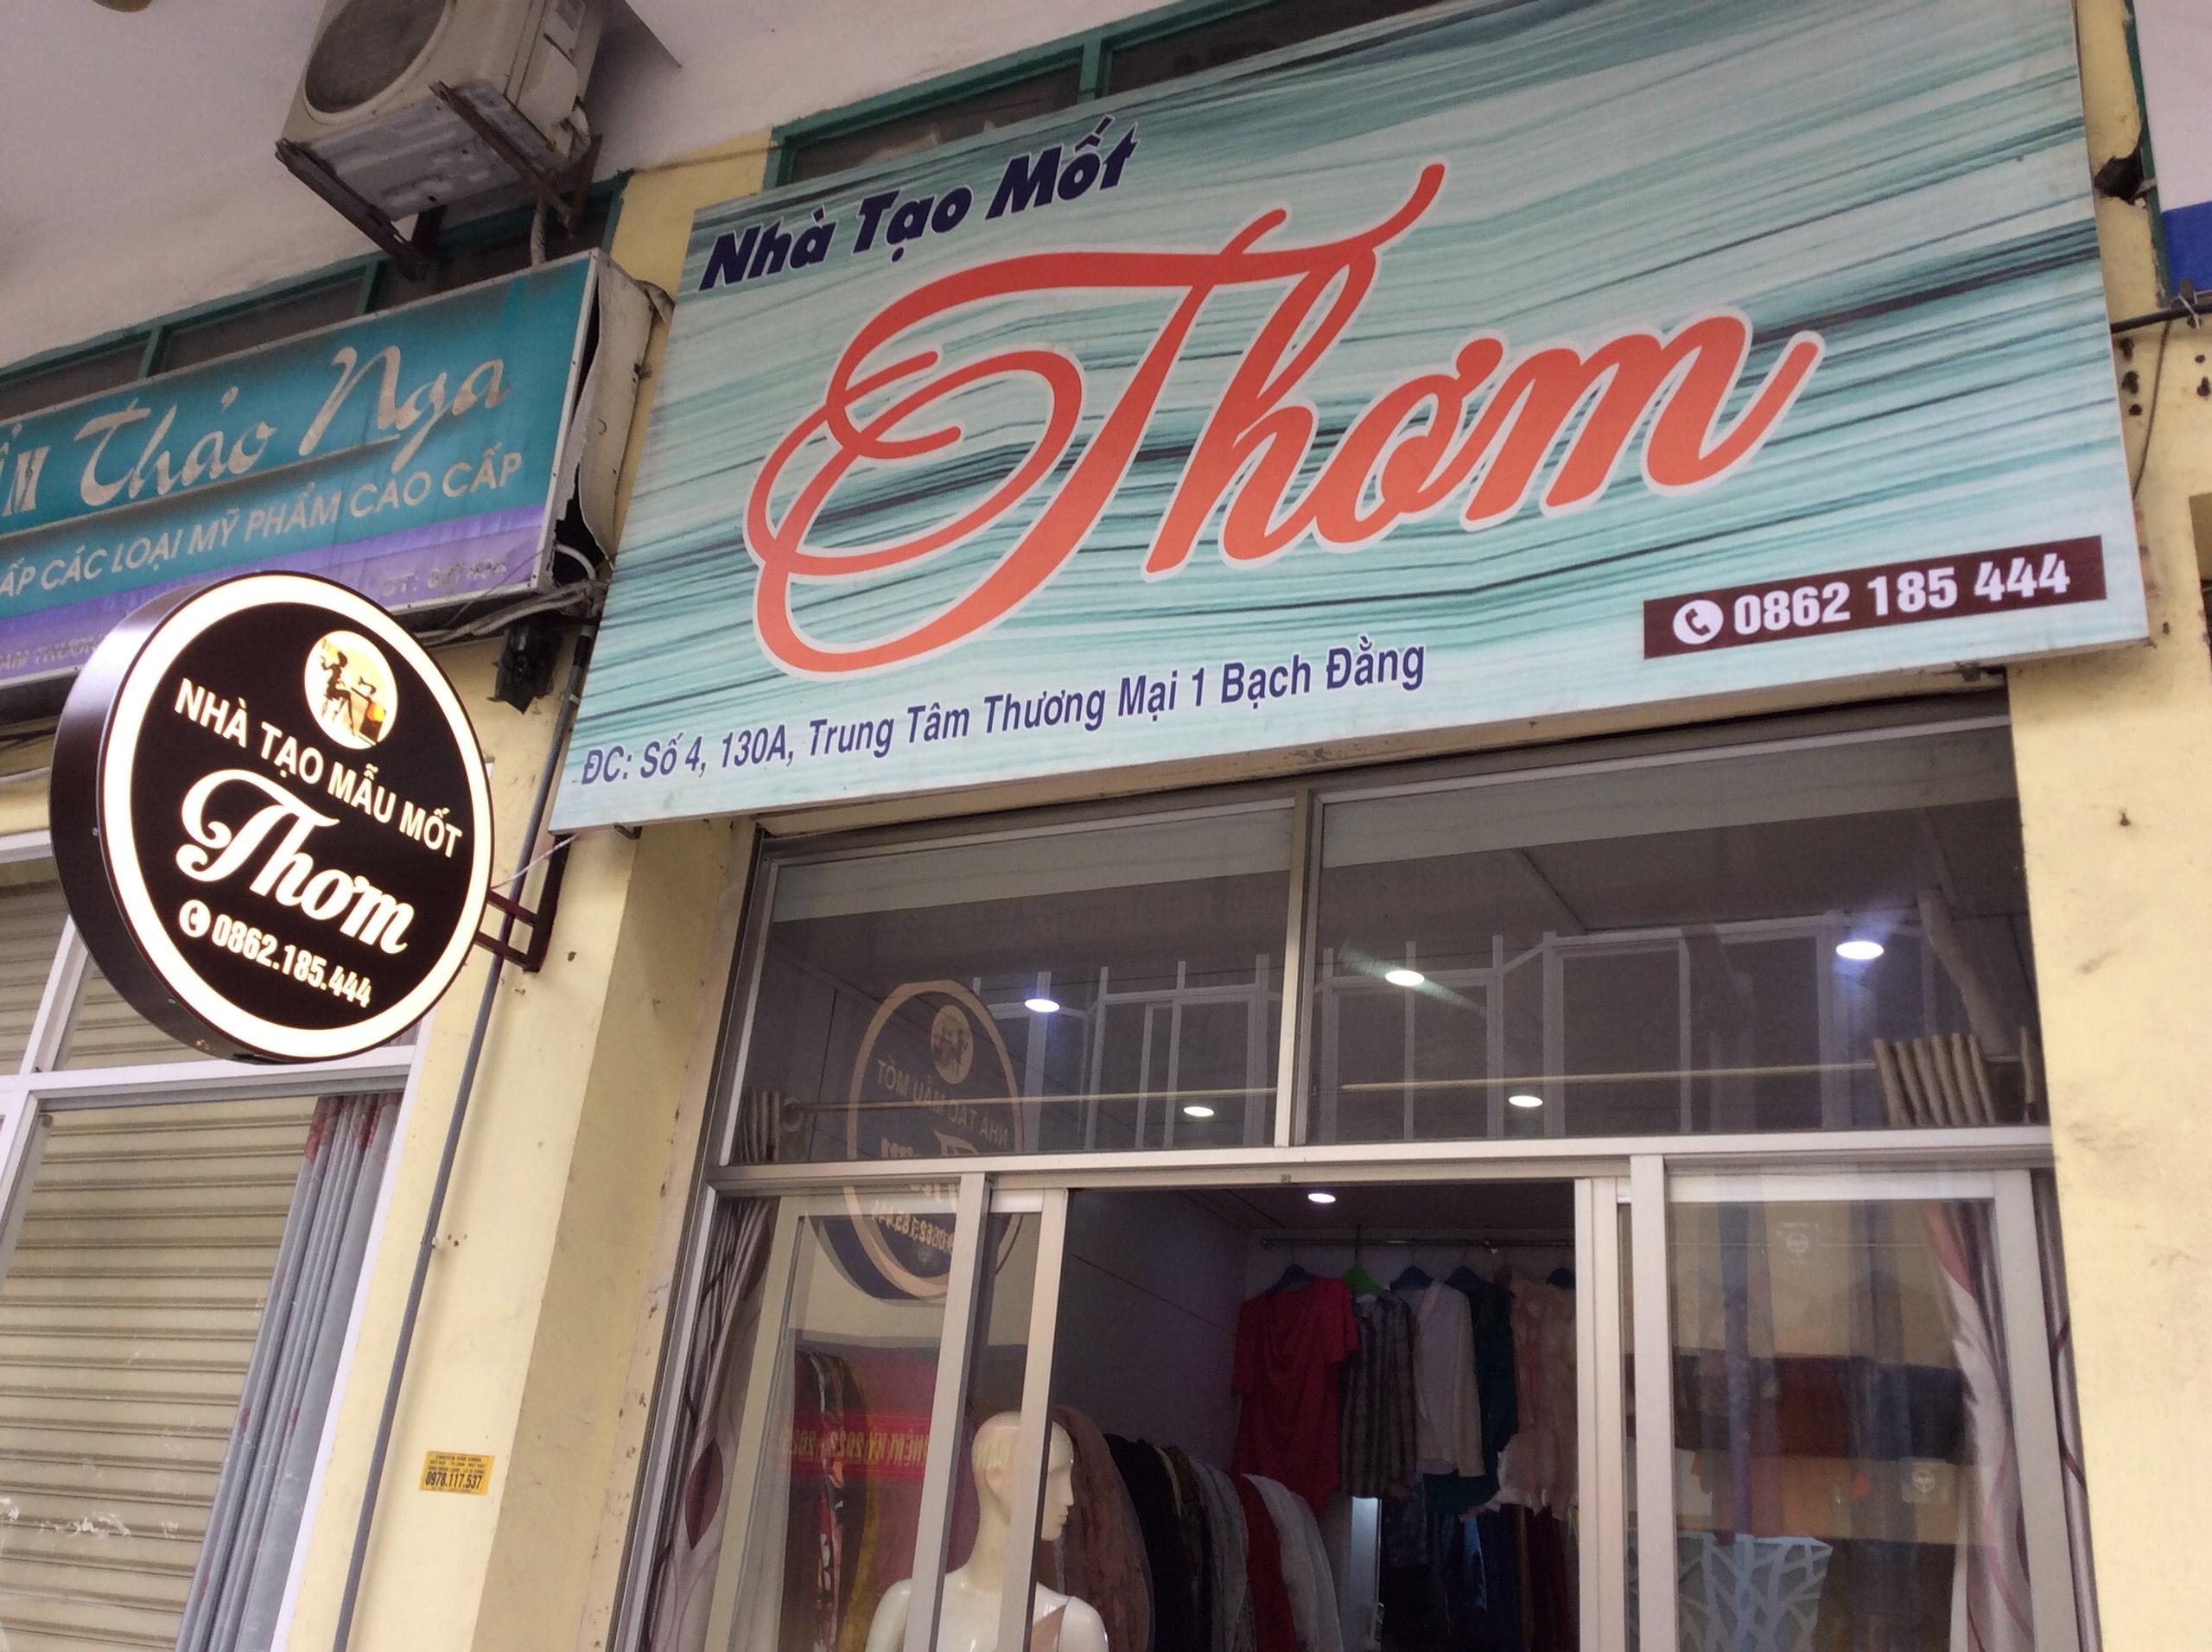 Nhà Tạo Mốt
Thơm
0862 185 444
ĐC: Số 4, 130A, Trung Tâm Thương Mại 1 Bạch Đằng
Thảo Nga
CÁC LOẠI MỸ PHẨM CAO CẤP
NHÀ TẠO MẪU MỐT
Thơm
0862.185.444
0978.117.537